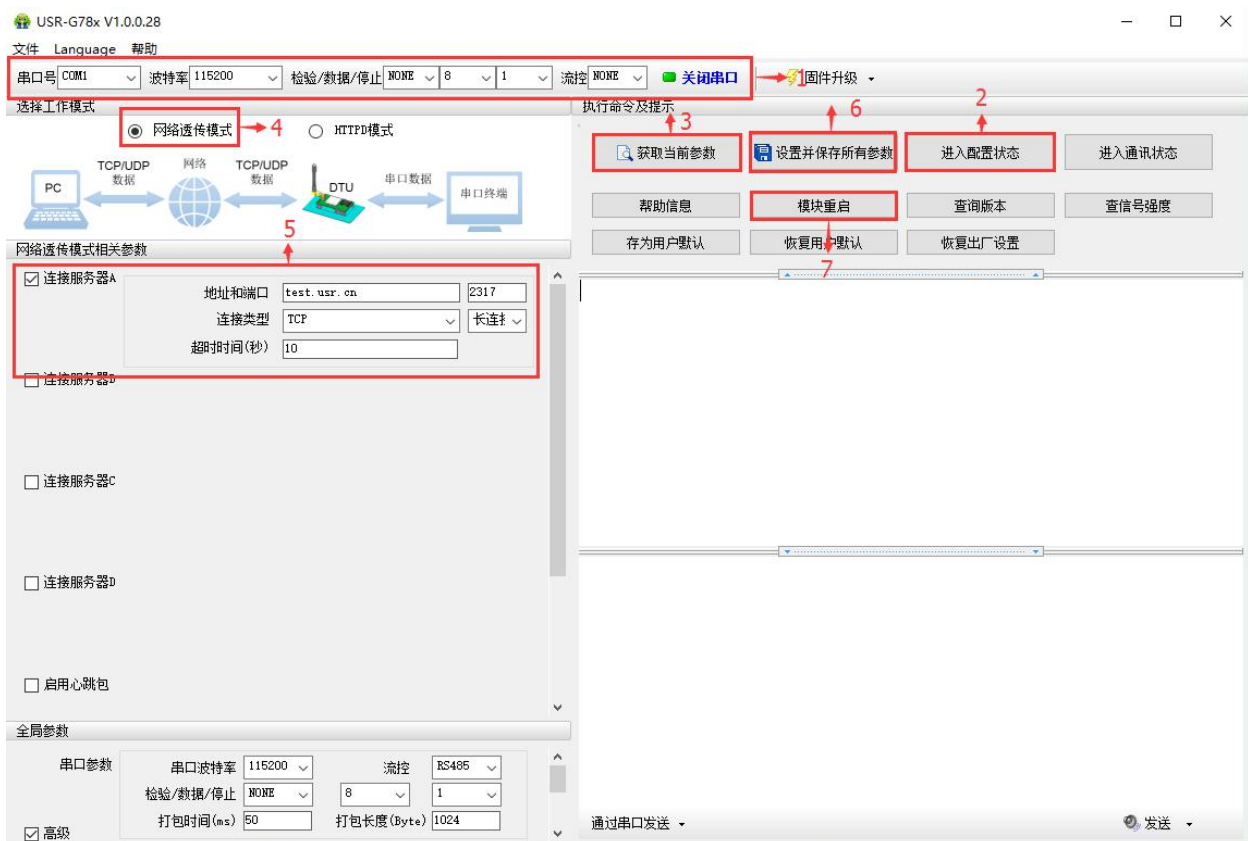 USR-G78x V1.0.0.28
文件 Language 帮助
串口号 COM1 波特率 115200 检验/数据/停止 NONE 8 1 流控 NONE 关闭串口 1 固件升级
选择工作模式
网络透传模式 4 HTTPD模式
PC TCP/UDP 数据 网络 TCP/UDP 数据 DTU 串口数据 串口终端
5
网络透传模式相关参数
连接服务器A
地址和端口 test.usr.cn 2317
连接类型 TCP 长连接
超时时间(秒) 10
连接服务器B
连接服务器C
连接服务器D
启用心跳包
全局参数
串口参数 串口波特率 115200 流控 RS485
检验/数据/停止 NONE 8 1
打包时间(ms) 50 打包长度(Byte) 1024
高级
执行命令及提示
3 6 2
获取当前参数 设置并保存所有参数 进入配置状态 进入通讯状态
帮助信息 模块重启 查询版本 查信号强度
存为用户默认 恢复用户默认 恢复出厂设置
7
通过串口发送 发送